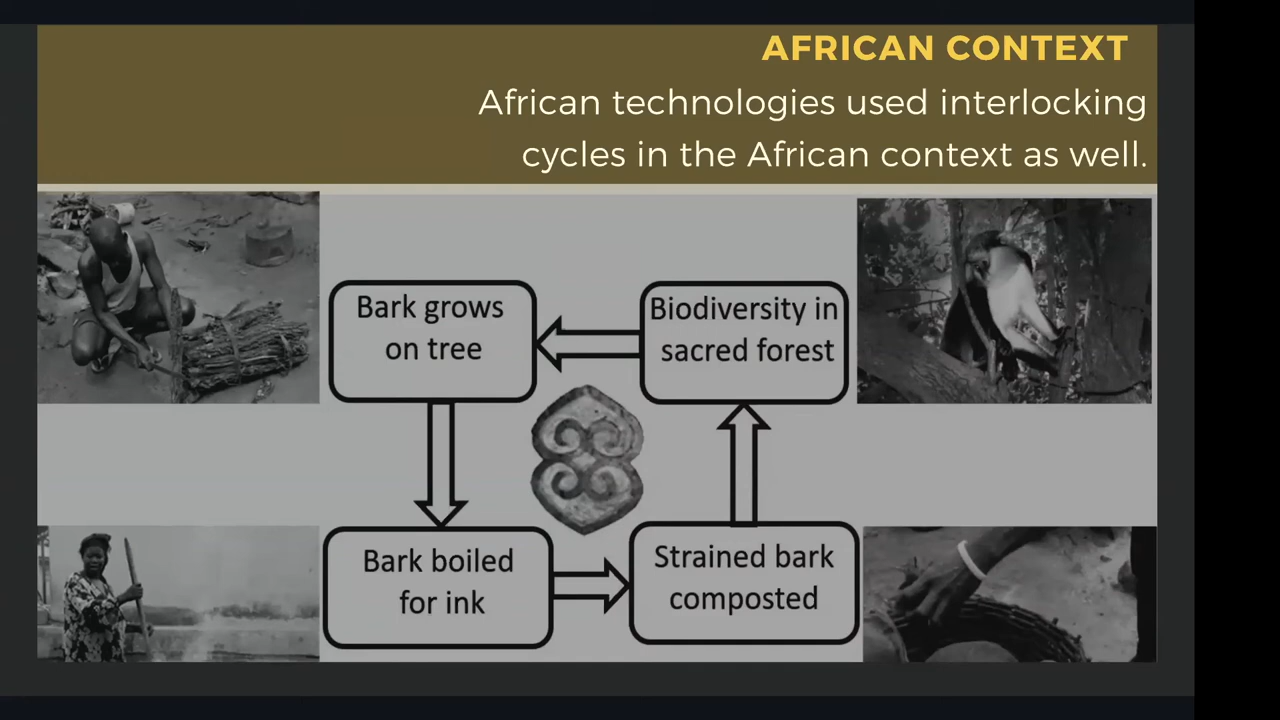 AFRICAN CONTEXT
African technologies used interlocking
cycles in the African context as well.
Bark grows
on tree
Biodiversity in
sacred forest
Bark boiled
for ink
Strained bark
composted